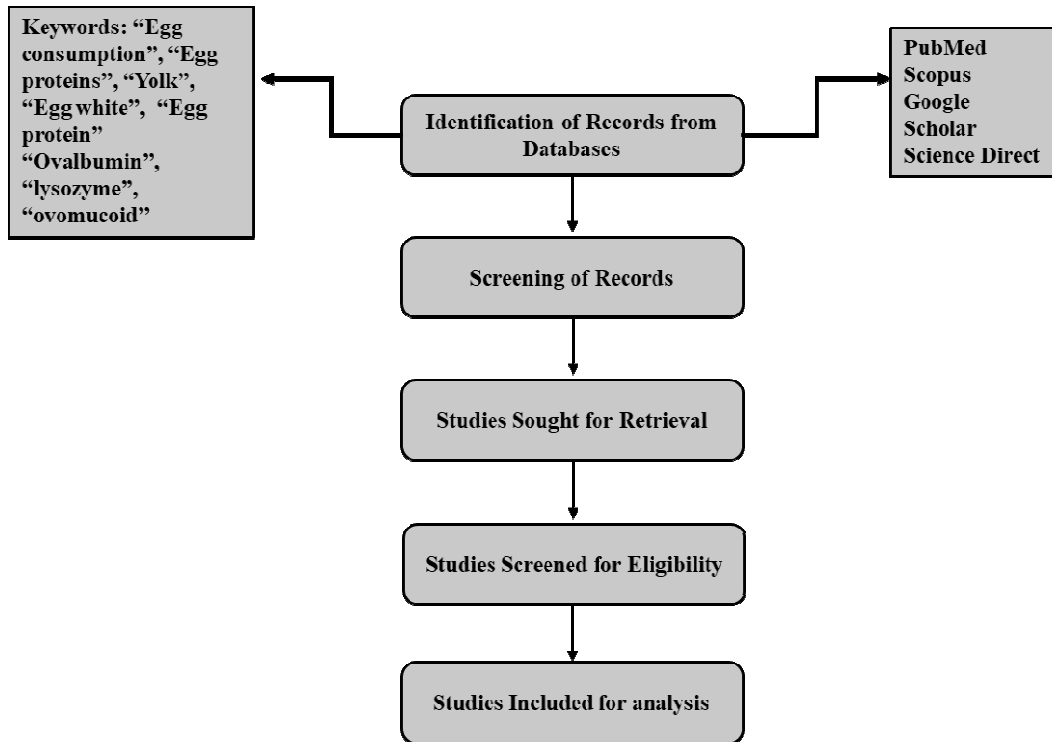 Keywords: “Egg
consumption”, “Egg
proteins”, “Yolk”,
“Egg white”, “Egg
protein”
“Ovalbumin”,
“lysozyme”,
“ovomucoid”
PubMed
Scopus
Google
Scholar
Science Direct
Identification of Records from
Databases
Screening of Records
Studies Sought for Retrieval
Studies Screened for Eligibility
Studies Included for analysis